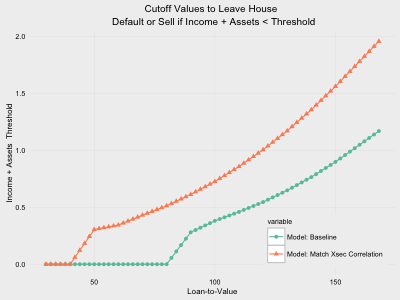 Cutoff Values to Leave House
Default or Sell if Income + Assets < Threshold
Income + Assets Threshold
2.0
1.5
1.0
0.5
0.0
variable
Model: Baseline
Model: Match Xsec Correlation
50
100
150
Loan-to-Value